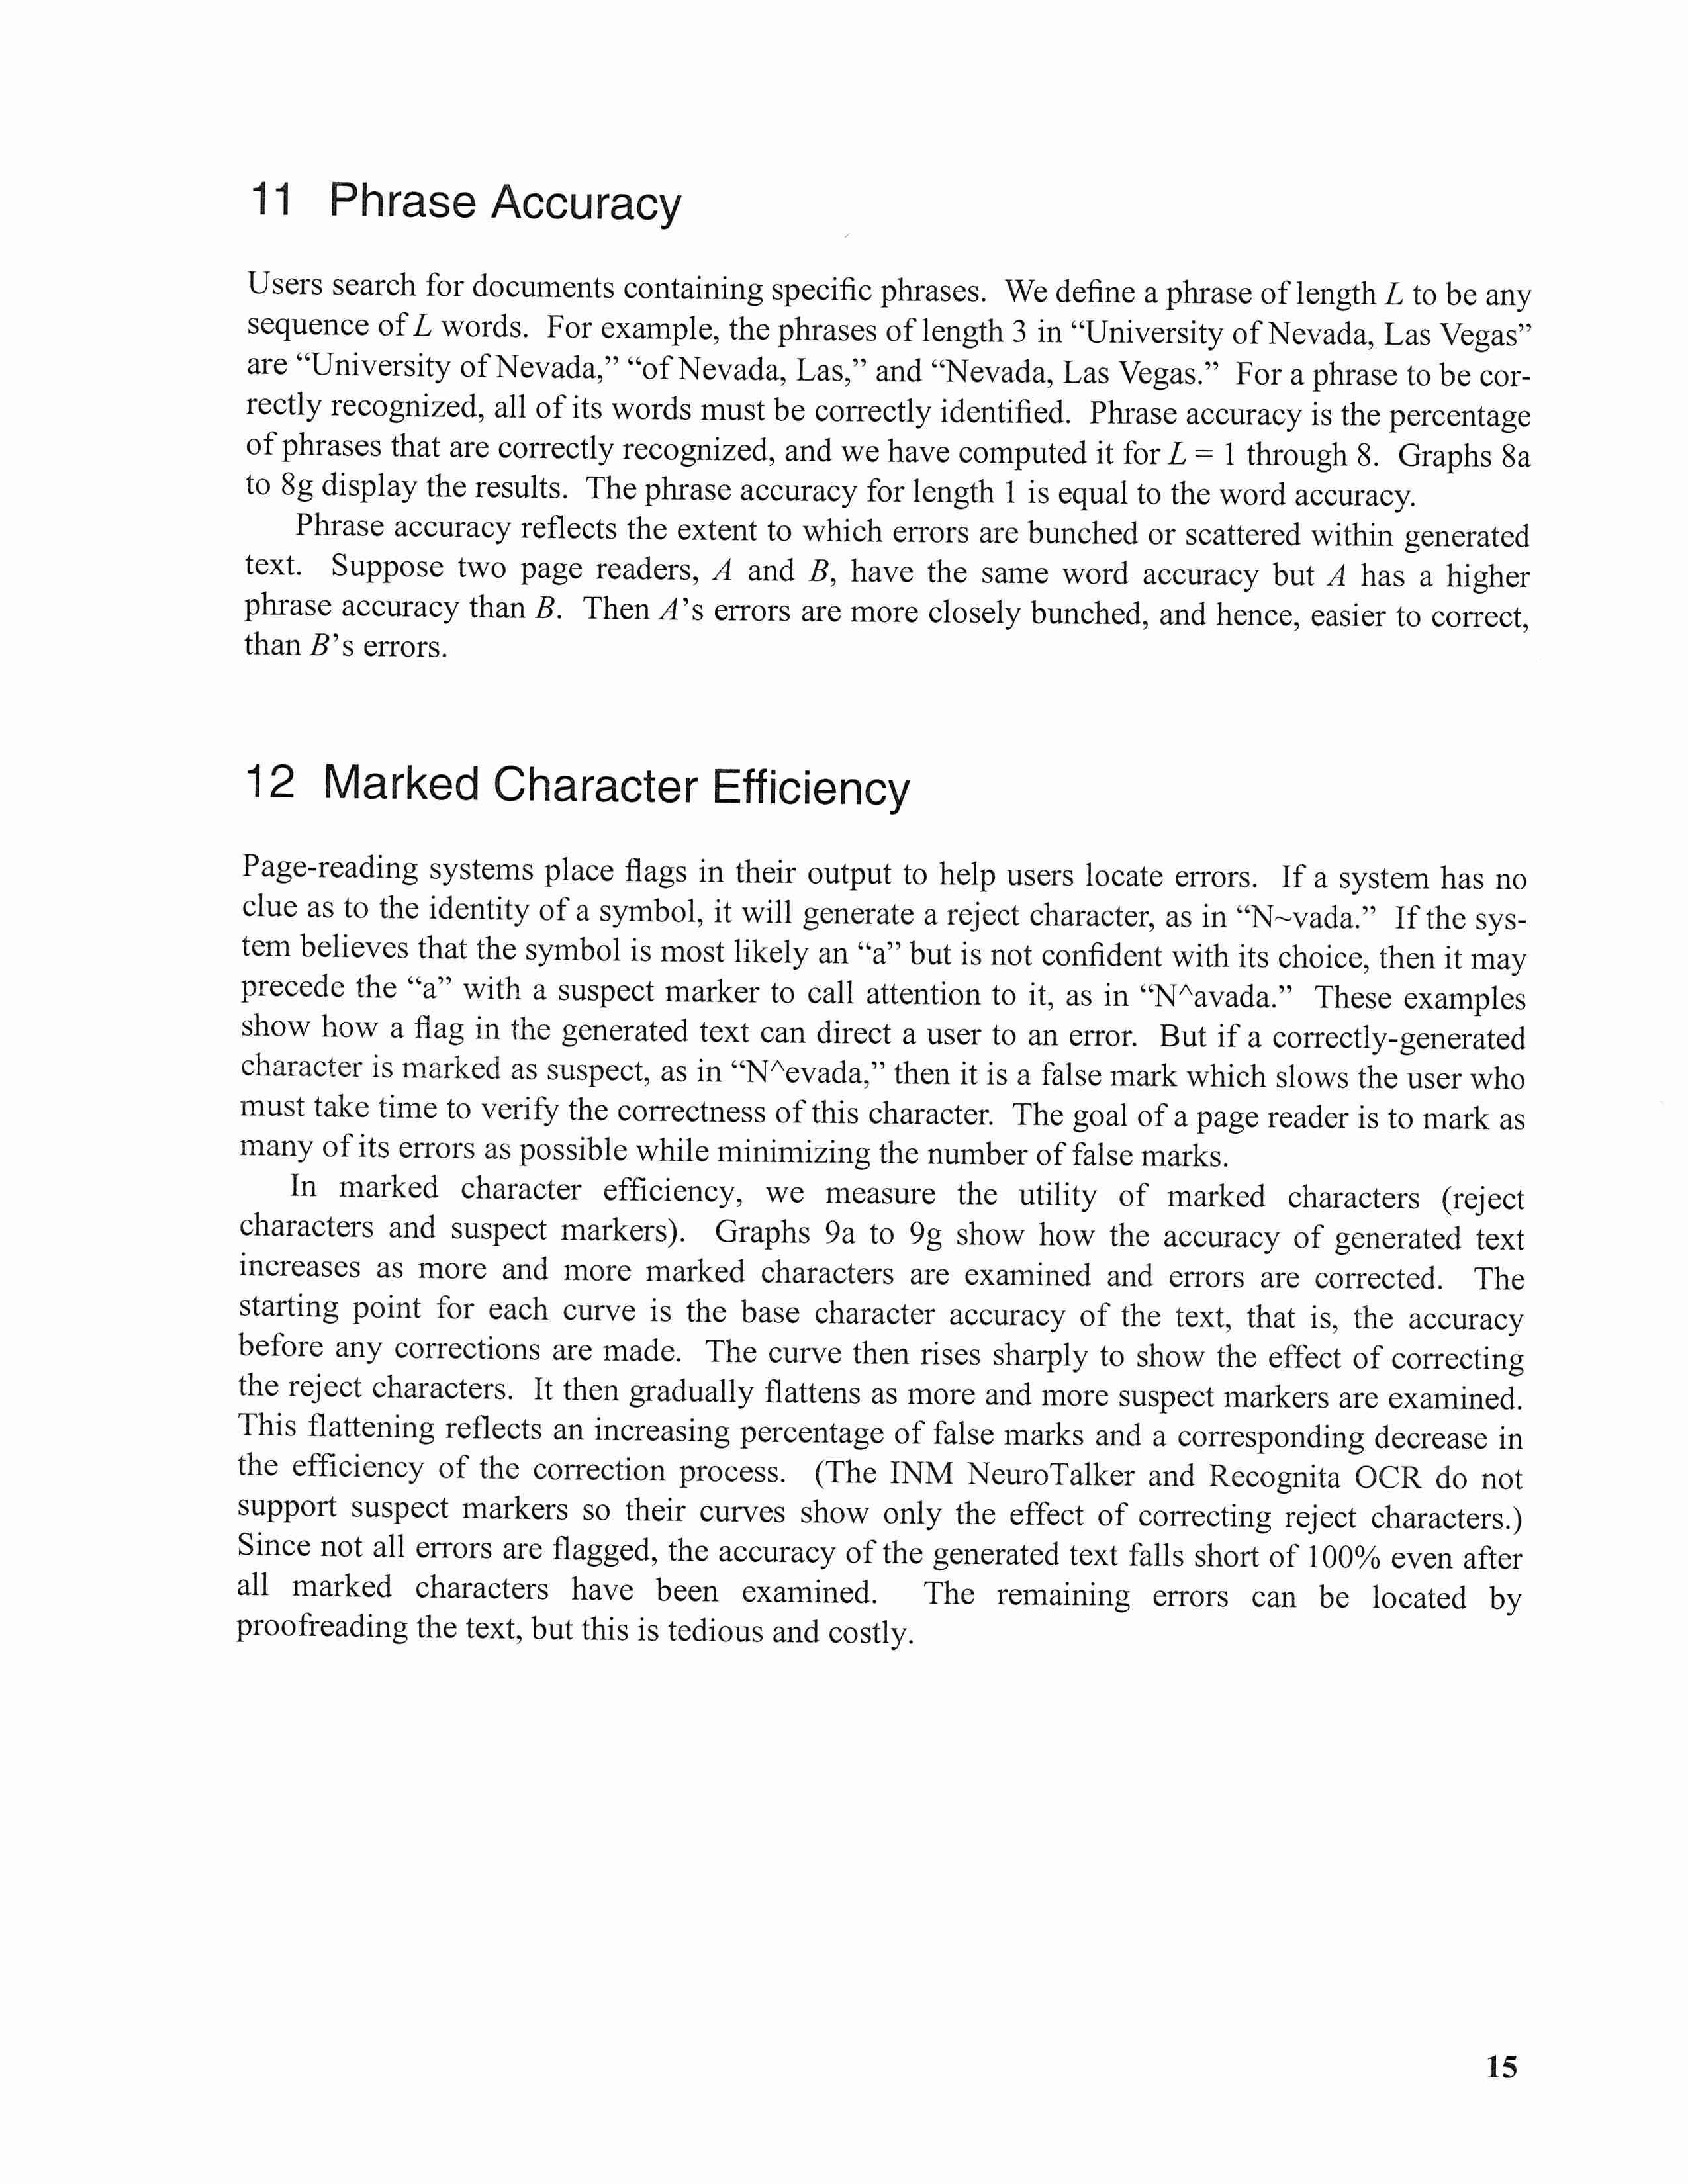 11 Phrase Accuracy
Users search for documents containing specific phrases. We define a phrase of length L to be any
sequence of L words. For example, the phrases of length 3 in “University of Nevada, Las Vegas”
are “University of Nevada,” “of Nevada, Las,” and “Nevada, Las Vegas.” For a phrase to be cor-
rectly recognized, all of its words must be correctly identified. Phrase accuracy is the percentage
of phrases that are correctly recognized, and we have computed it for L = 1 through 8. Graphs 8a
to 8g display the results. The phrase accuracy for length 1 is equal to the word accuracy.
Phrase accuracy reflects the extent to which errors are bunched or scattered within generated
text. Suppose two page readers, A and B, have the same word accuracy but A has a higher
phrase accuracy than B. Then A’s errors are more closely bunched, and hence, easier to correct,
than B’s errors.
12 Marked Character Efficiency
Page-reading systems place flags in their output to help users locate errors. If a system has no
clue as to the identity of a symbol, it will generate a reject character, as in “N~vada.” If the sys-
tem believes that the symbol is most likely an “a” but is not confident with its choice, then it may
precede the “a” with a suspect marker to call attention to it, as in “N^avada.” These examples
show how a flag in the generated text can direct a user to an error. But if a correctly-generated
character is marked as suspect, as in “N^evada,” then it is a false mark which slows the user who
must take time to verify the correctness of this character. The goal of a page reader is to mark as
many of its errors as possible while minimizing the number of false marks.
In marked character efficiency, we measure the utility of marked characters (reject
characters and suspect markers). Graphs 9a to 9g show how the accuracy of generated text
increases as more and more marked characters are examined and errors are corrected. The
starting point for each curve is the base character accuracy of the text, that is, the accuracy
before any corrections are made. The curve then rises sharply to show the effect of correcting
the reject characters. It then gradually flattens as more and more suspect markers are examined.
This flattening reflects an increasing percentage of false marks and a corresponding decrease in
the efficiency of the correction process. (The INM NeuroTalker and Recognita OCR do not
support suspect markers so their curves show only the effect of correcting reject characters.)
Since not all errors are flagged, the accuracy of the generated text falls short of 100% even after
all marked characters have been examined. The remaining errors can be located by
proofreading the text, but this is tedious and costly.
15